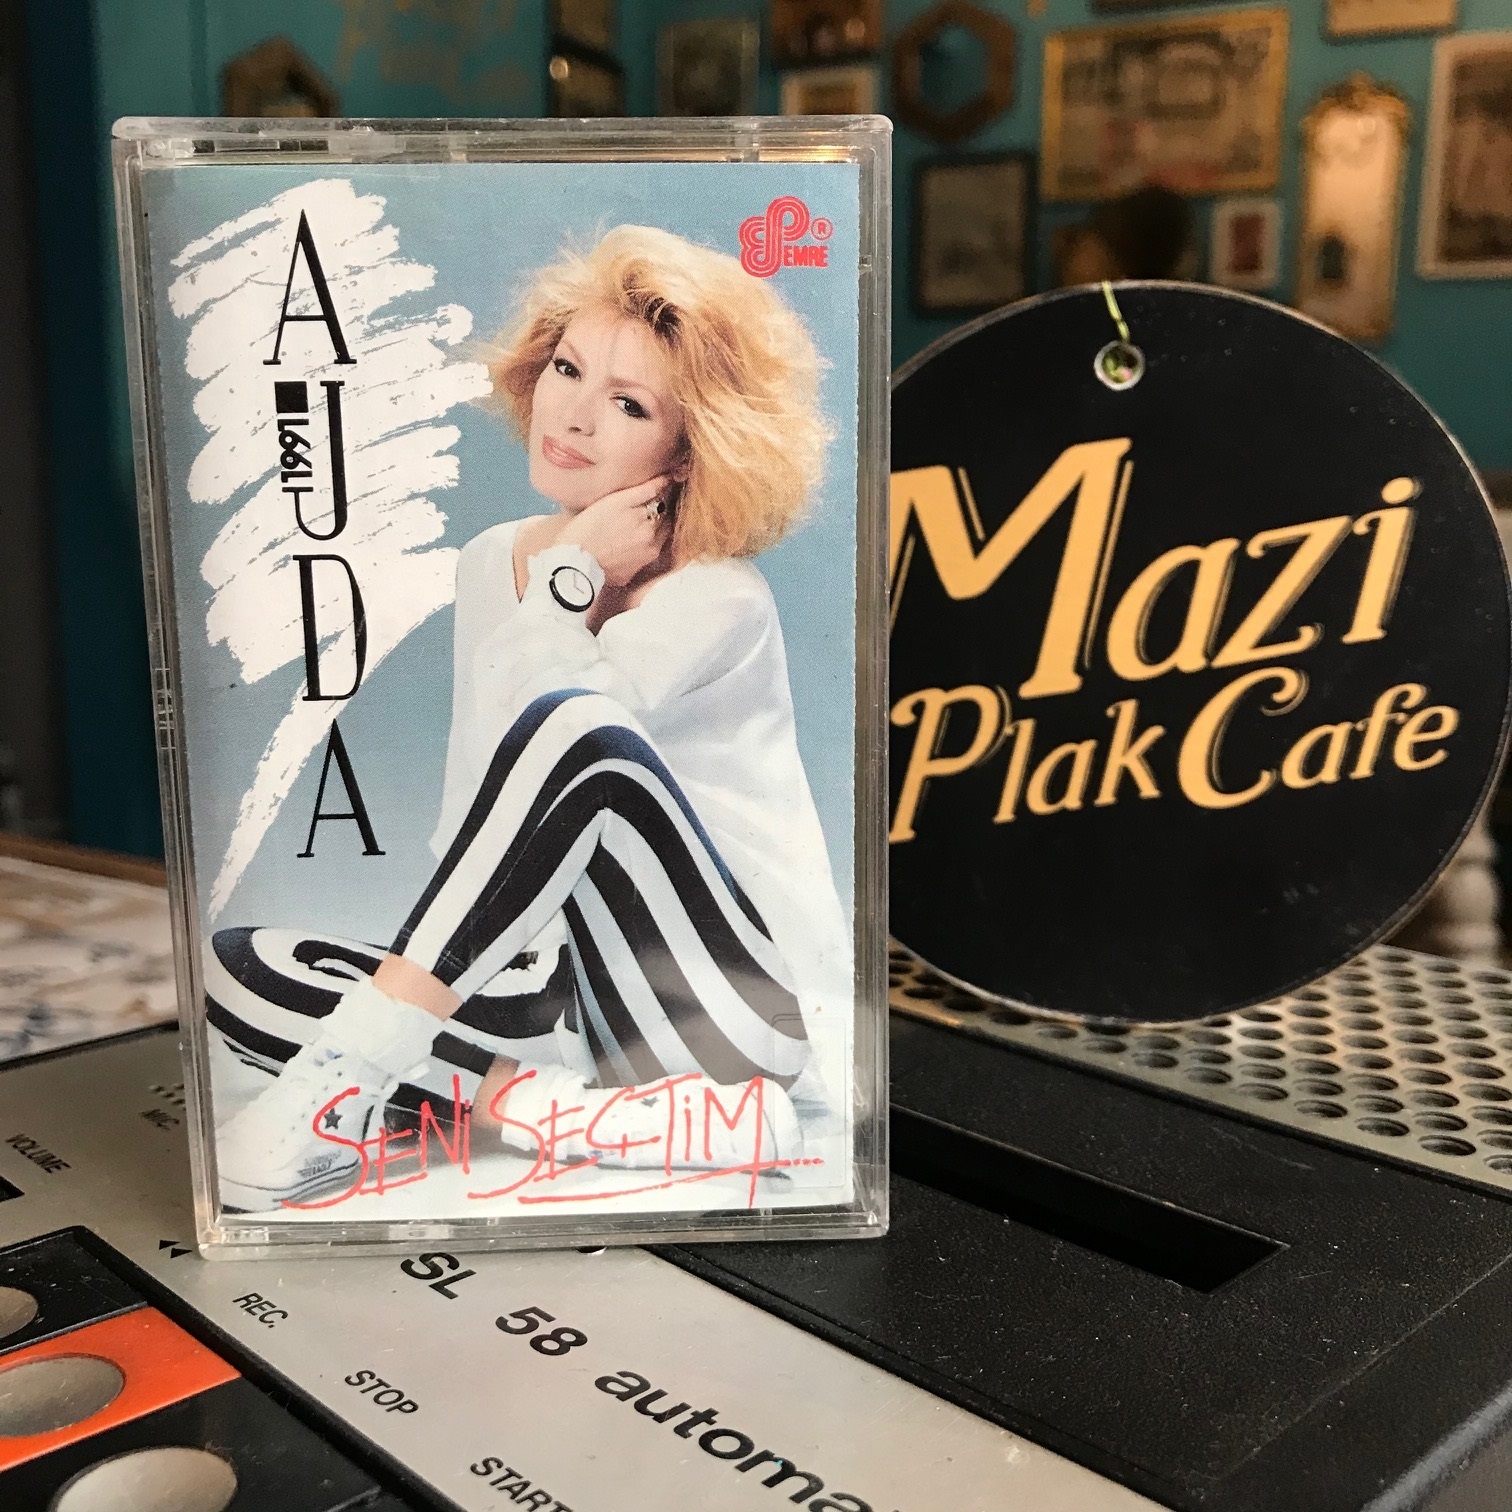 AJDA
1991
EMRE
SENİ SEÇTİM....
Mazi
Plak Cafe
VOLUME
MIC.
REC.
STOP
START
SL 58 automa